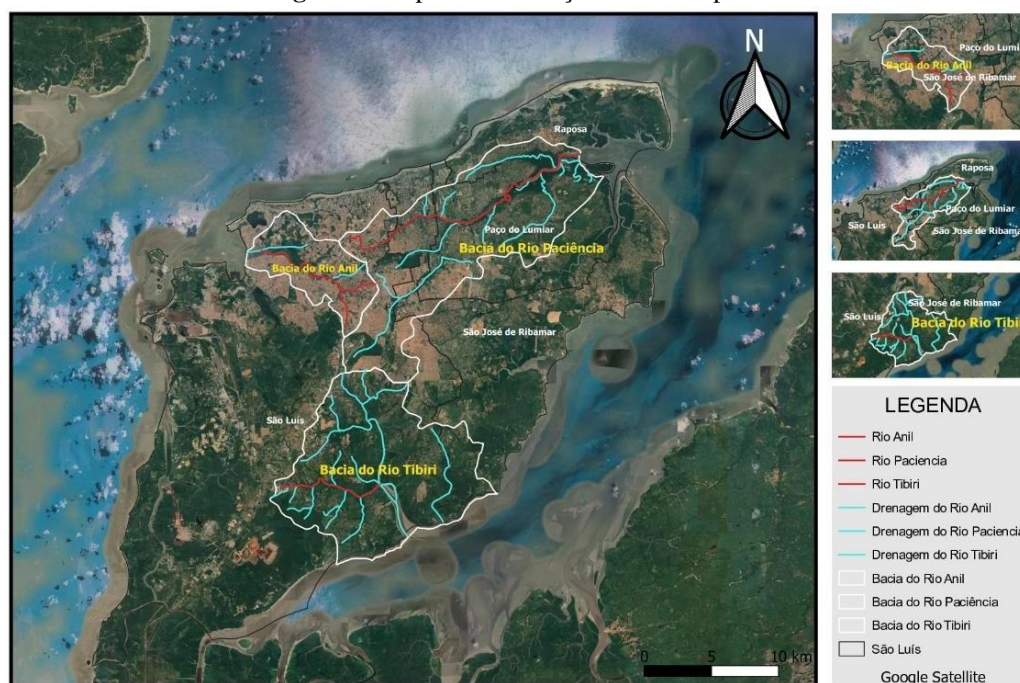 N
Raposa
Paço do Lumiar
Bacia do Rio Paciência
Bacia do Rio Anil
São José de Ribamar
São Luís
Bacia do Rio Tibiri
0 5 10 km
Paço do Lumia
Bacia do Rio Anil
São José de Ribamar
Raposa
Paço do Lumiar
São Luís
São José de Ribama
São José de Ribamar
São Luís
Bacia do Rio Tibi
LEGENDA
Rio Anil
Rio Paciencia
Rio Tibiri
Drenagem do Rio Anil
Drenagem do Rio Paciencia
Drenagem do Rio Tibiri
Bacia do Rio Anil
Bacia do Rio Paciência
Bacia do Rio Tibiri
São Luís
Google Satellite